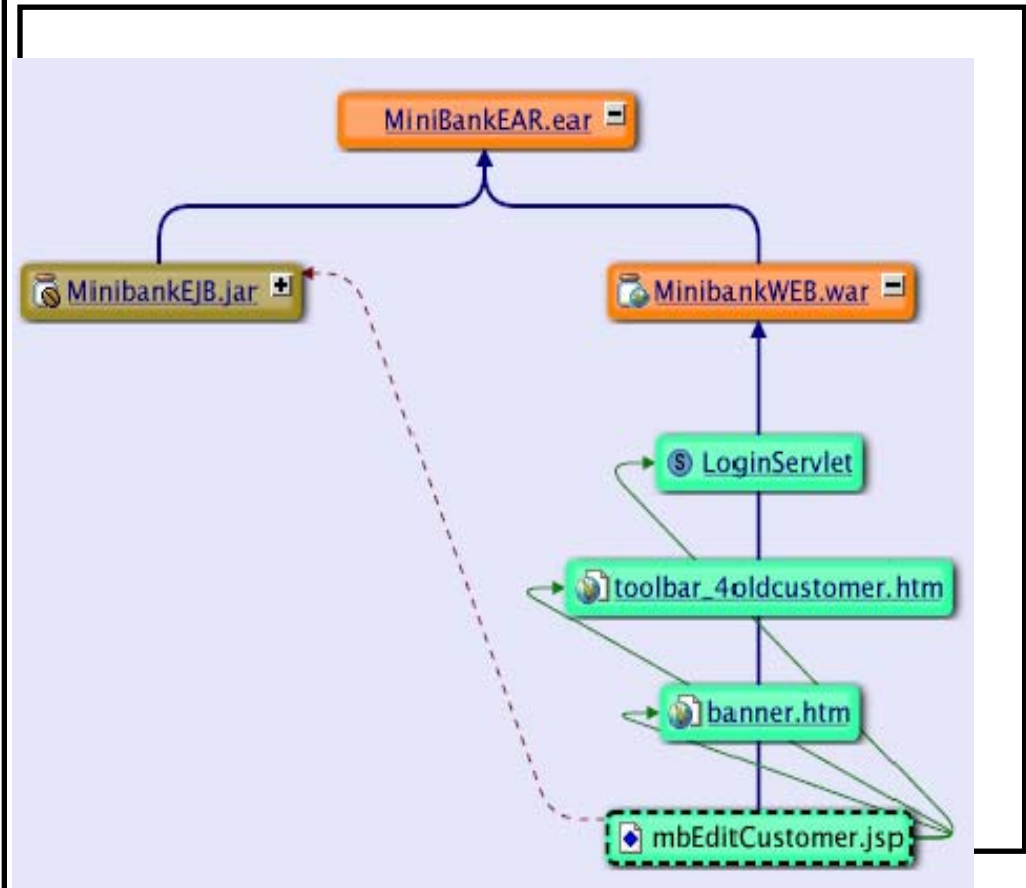 MiniBankEAR.ear
MinibankEJB.jar
MinibankWEB.war
S LoginServlet
toolbar_4oldcustomer.htm
banner.htm
mbEditCustomer.jsp